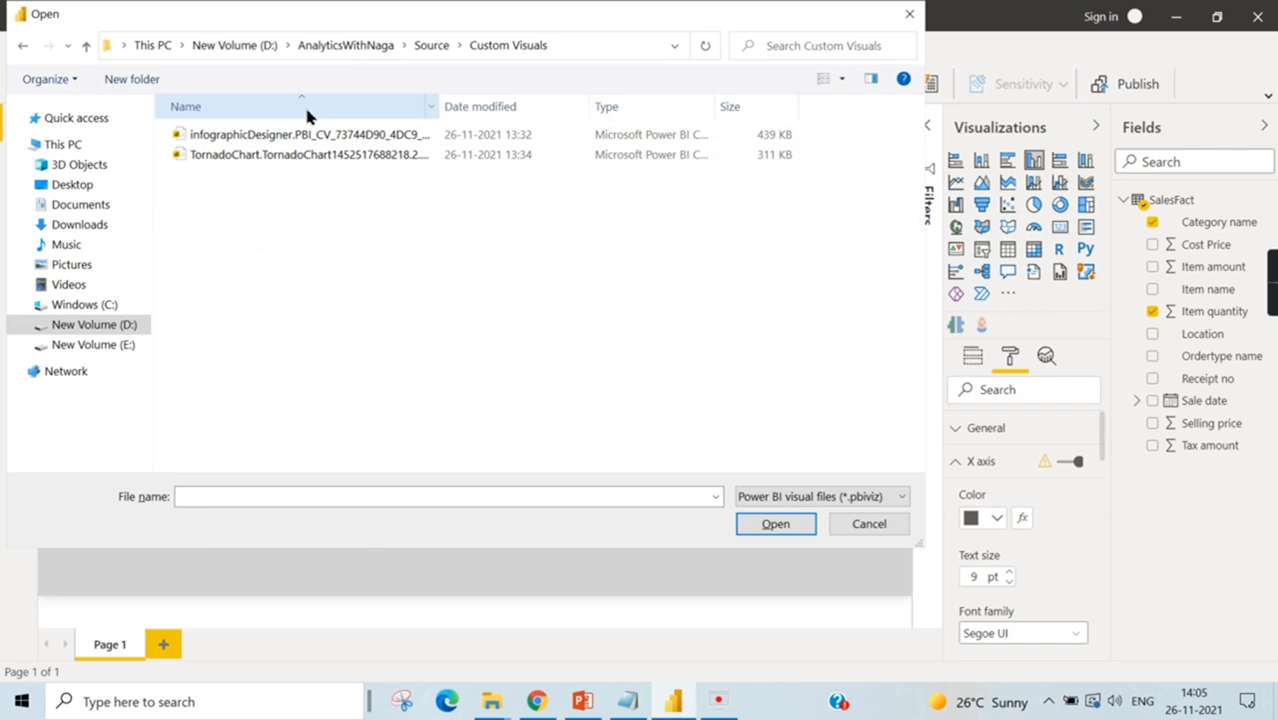 Open
Sign in
This PC > New Volume (D:) > AnalyticsWithNaga > Source > Custom Visuals
Search Custom Visuals
Organize
New folder
Sensitivity
Publish
Name
Date modified
Type
Size
infographicDesigner.PBI_CV_73744D90_4DC9_...
26-11-2021 13:32
Microsoft Power BI C...
439 KB
TornadoChart.TornadoChart1452517688218.2....
26-11-2021 13:34
Microsoft Power BI C...
311 KB
Quick access
This PC
3D Objects
Desktop
Documents
Downloads
Music
Pictures
Videos
Windows (C:)
New Volume (D:)
New Volume (E:)
Network
File name:
Power BI visual files (*.pbiviz)
Open
Cancel
Filters
Visualizations
R
Py
...
Search
General
X axis
Color
fx
Text size
9 pt
Font family
Segoe UI
Fields
Search
SalesFact
Category name
Σ Cost Price
Σ Item amount
Item name
Σ Item quantity
Location
Ordertype name
Receipt no
Sale date
Σ Selling price
Σ Tax amount
Page 1
Page 1 of 1
Type here to search
26°C Sunny
ENG
14:05
26-11-2021